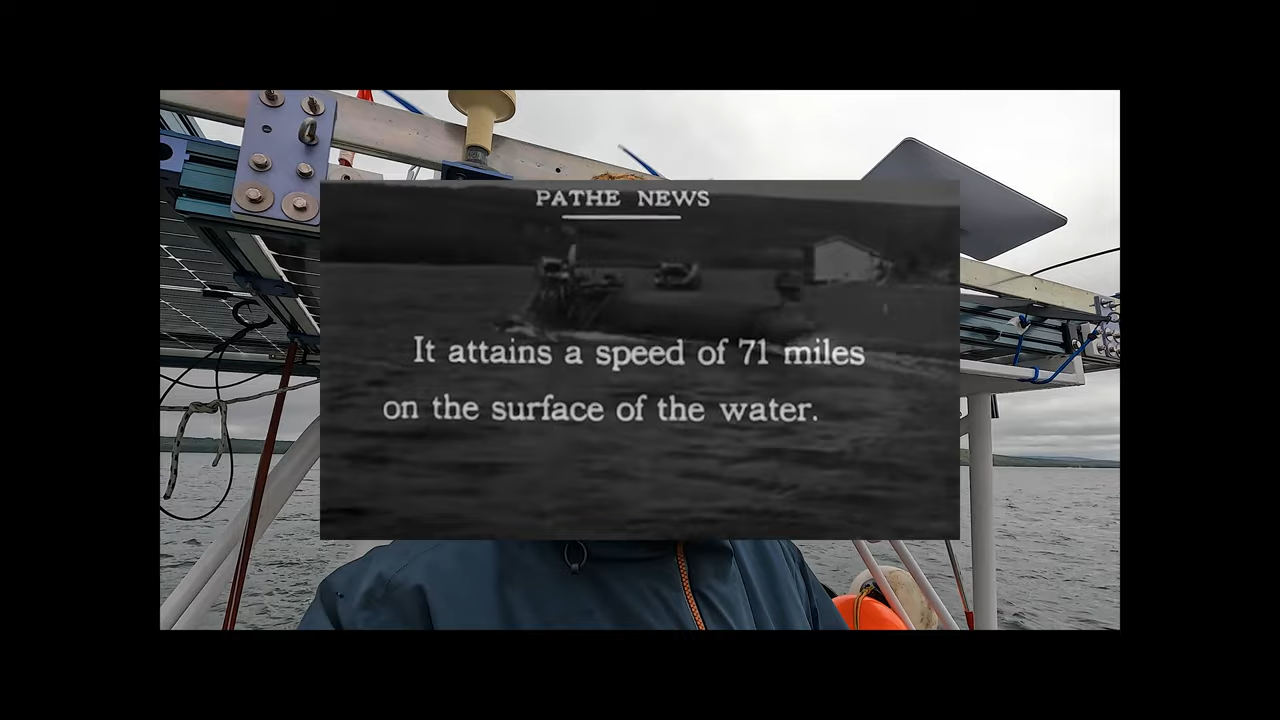 PATHE NEWS
It attains a speed of 71 miles
on the surface of the water.